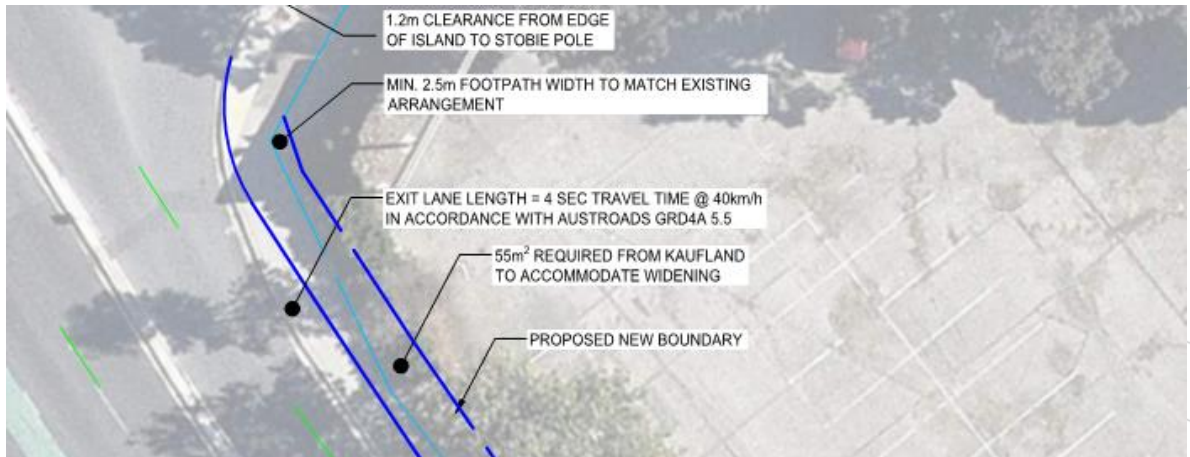 1.2m CLEARANCE FROM EDGE
OF ISLAND TO STOBIE POLE
MIN. 2.5m FOOTPATH WIDTH TO MATCH EXISTING
ARRANGEMENT
EXIT LANE LENGTH = 4 SEC TRAVEL TIME @ 40km/h
IN ACCORDANCE WITH AUSTROADS GRD4A 5.5
55m² REQUIRED FROM KAUFLAND
TO ACCOMMODATE WIDENING
PROPOSED NEW BOUNDARY